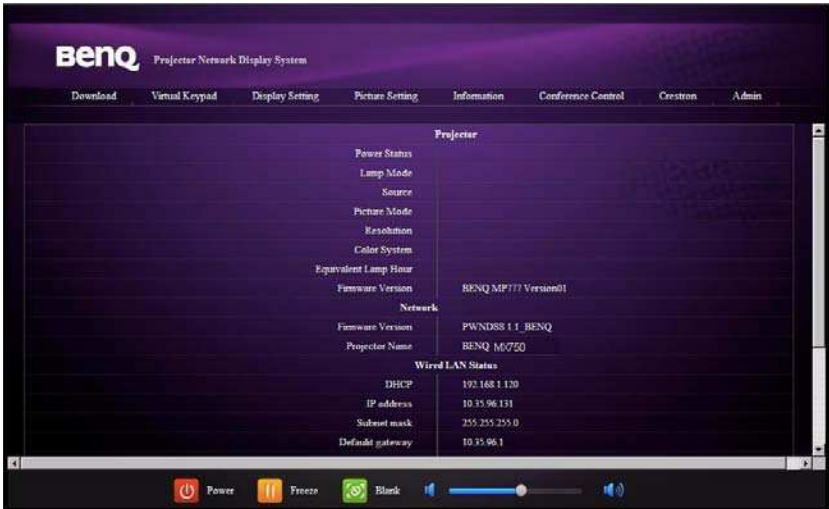 BenQ Projector Network Display System
Download Virtual Keypad Display Setting Picture Setting Information Conference Control Crestron Admin
Projector
Power Status
Lamp Mode
Source
Picture Mode
Resolution
Color System
Equivalent Lamp Hour
Firmware Version BENQ MP777 Version01
Network
Firmware Version PWNDSS 1.1_BENQ
Projector Name BENQ MX750
Wired LAN Status
DHCP 192.168.1.120
IP address 10.35.96.131
Subnet mask 255.255.255.0
Default gateway 10.35.96.1
Power Freeze Blank